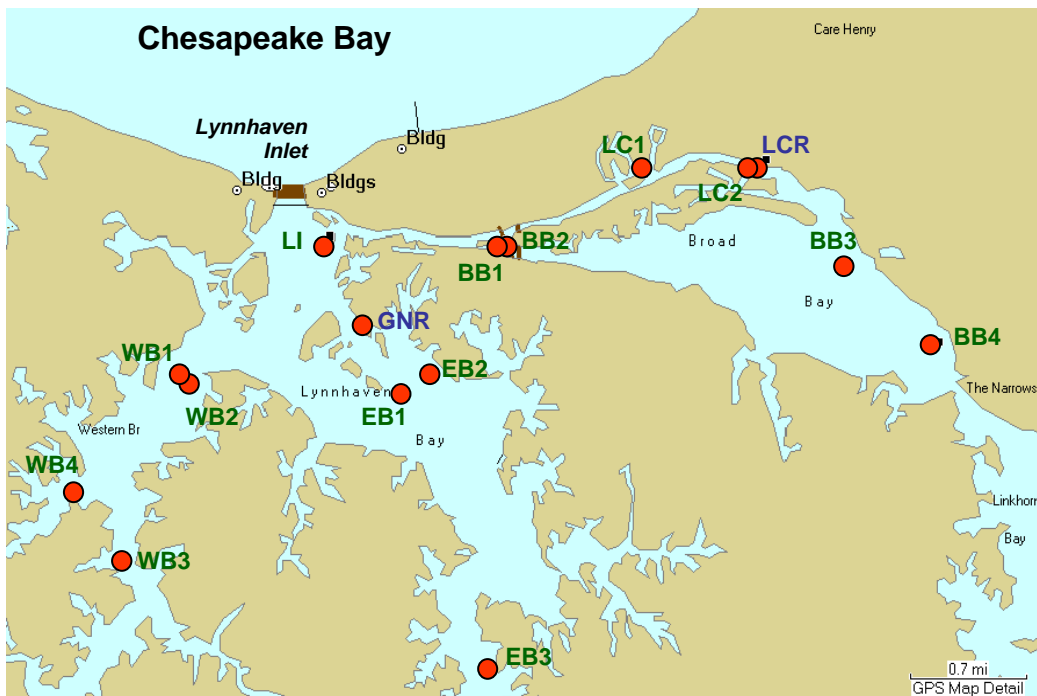 Chesapeake Bay
Care Henry
Lynnhaven
Inlet
Bldg
Bldg
Bldgs
LC1
LCR
LC2
LI
BB2
BB1
Broad
BB3
Bay
GNR
BB4
WB1
EB2
The Narrows
WB2
Lynnhaven
EB1
Western Br
Bay
WB4
Linkhorn
Bay
WB3
EB3
0.7 mi
GPS Map Detail